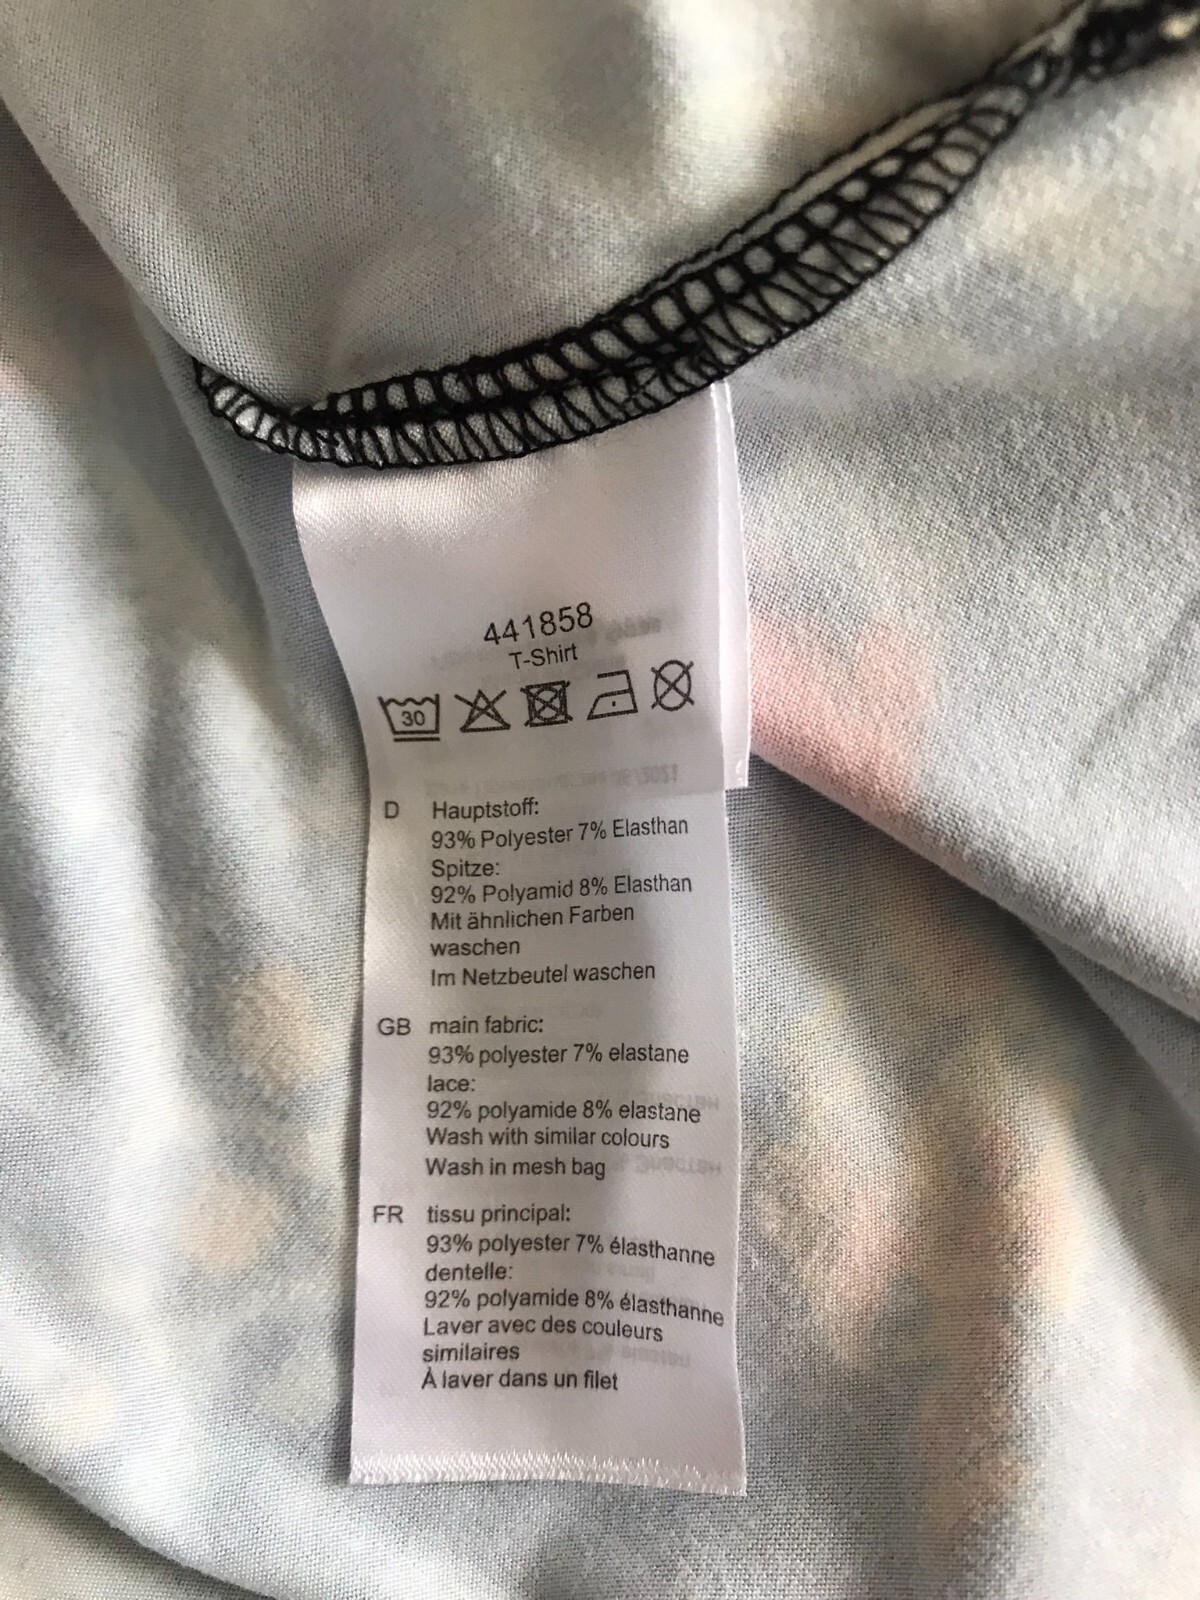 441858
T-Shirt
30
D Hauptstoff:
93% Polyester 7% Elasthan
Spitze:
92% Polyamid 8% Elasthan
Mit ähnlichen Farben
waschen
Im Netzbeutel waschen
GB main fabric:
93% polyester 7% elastane
lace:
92% polyamide 8% elastane
Wash with similar colours
Wash in mesh bag
FR tissu principal:
93% polyester 7% élasthanne
dentelle:
92% polyamide 8% élasthanne
Laver avec des couleurs
similaires
À laver dans un filet